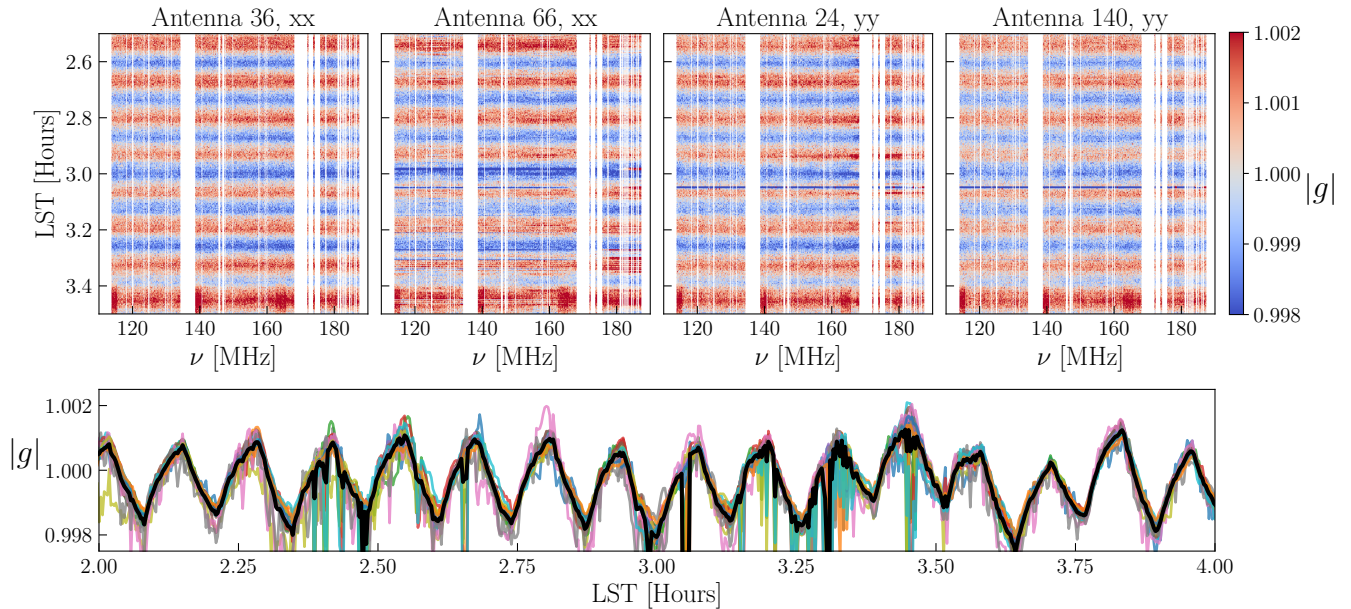 Antenna 36, xx
Antenna 66, xx
Antenna 24, yy
Antenna 140, yy
LST [Hours]
2.6
2.8
3.0
3.2
3.4
120 140 160 180
120 140 160 180
120 140 160 180
120 140 160 180
ν [MHz]
ν [MHz]
ν [MHz]
ν [MHz]
1.002
1.001
1.000
0.999
0.998
|g|
|g|
1.002
1.000
0.998
2.00 2.25 2.50 2.75 3.00 3.25 3.50 3.75 4.00
LST [Hours]